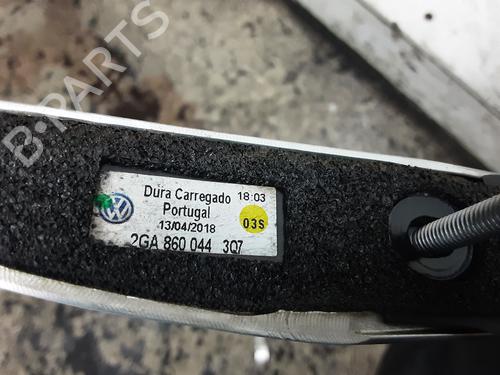 B-PARTS
Dura Carregado 18:03
Portugal
13/04/2018
03S
2GA 860 044 3Q7